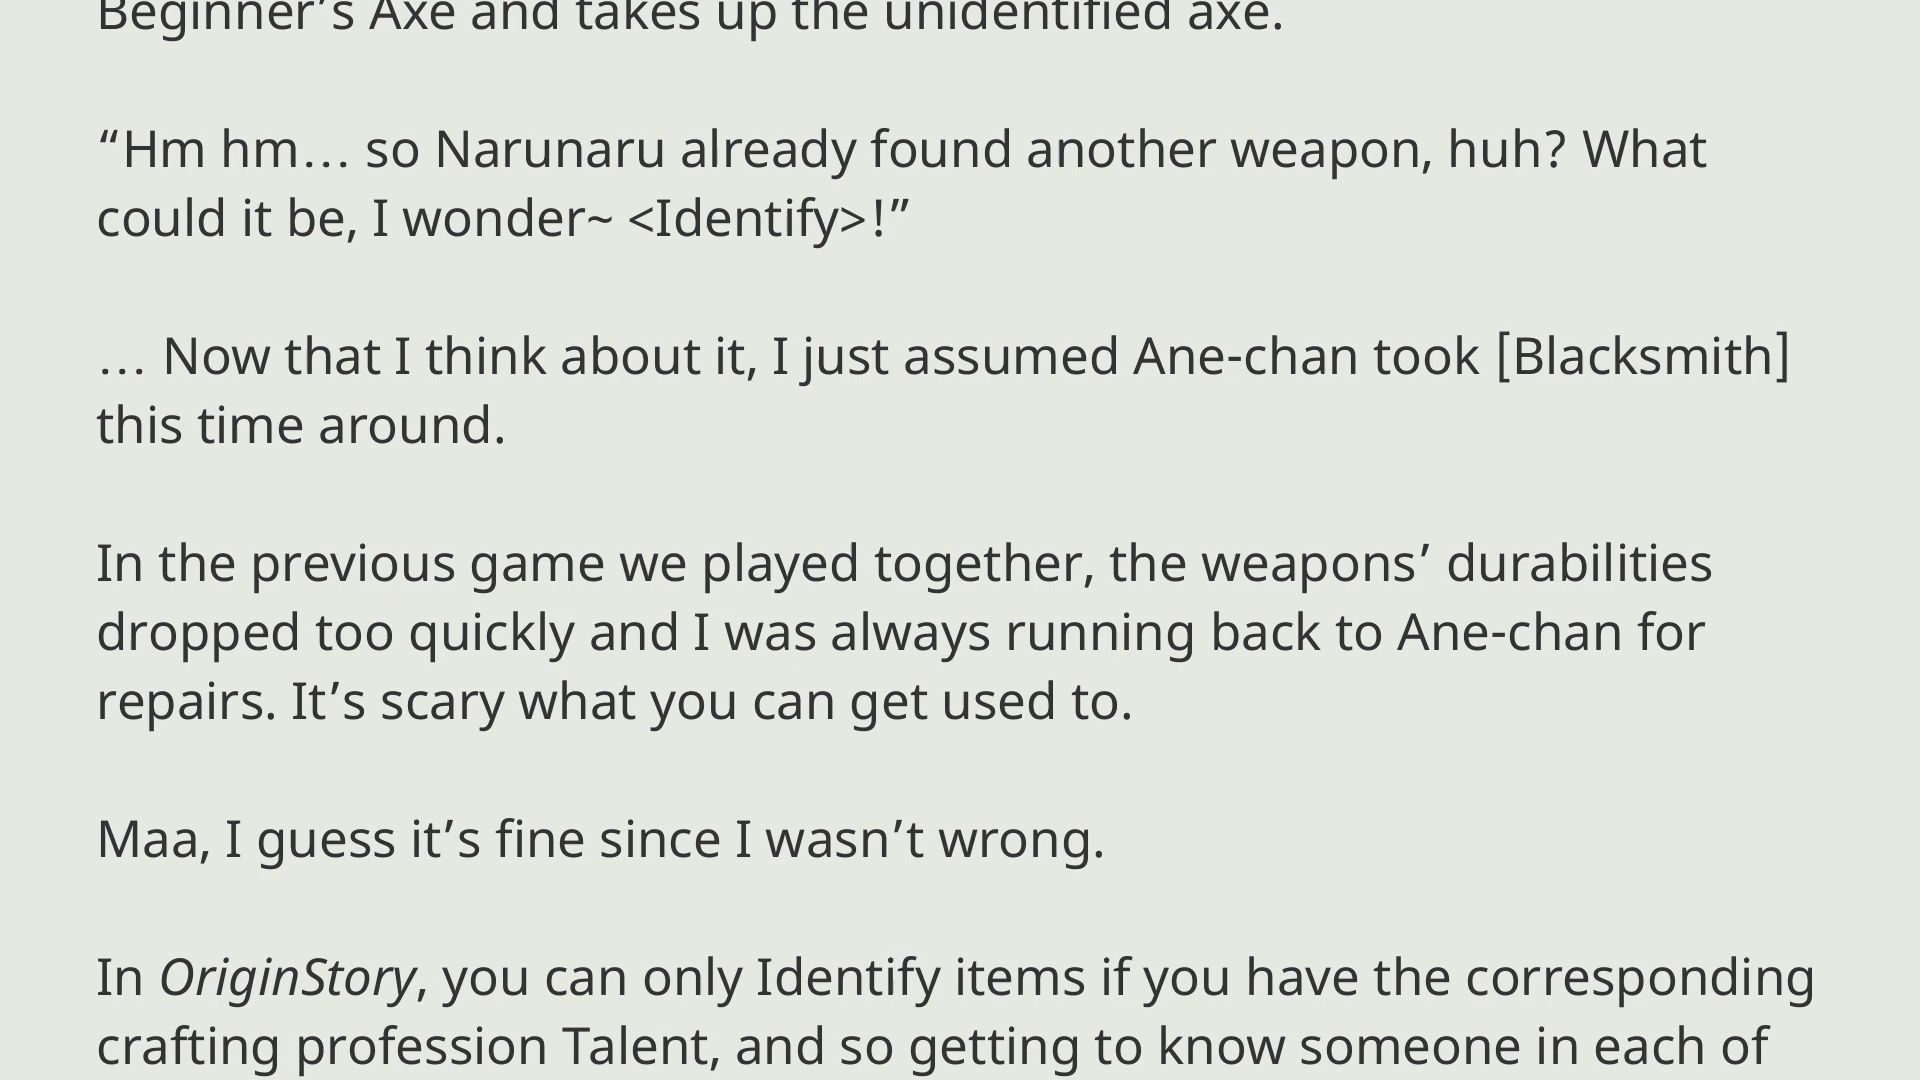 Beginner’s Axe and takes up the unidentified axe.
“Hm hm… so Narunaru already found another weapon, huh? What
could it be, I wonder~ <Identify>!”
… Now that I think about it, I just assumed Ane-chan took [Blacksmith]
this time around.
In the previous game we played together, the weapons’ durabilities
dropped too quickly and I was always running back to Ane-chan for
repairs. It’s scary what you can get used to.
Maa, I guess it’s fine since I wasn’t wrong.
In OriginStory, you can only Identify items if you have the corresponding
crafting profession Talent, and so getting to know someone in each of